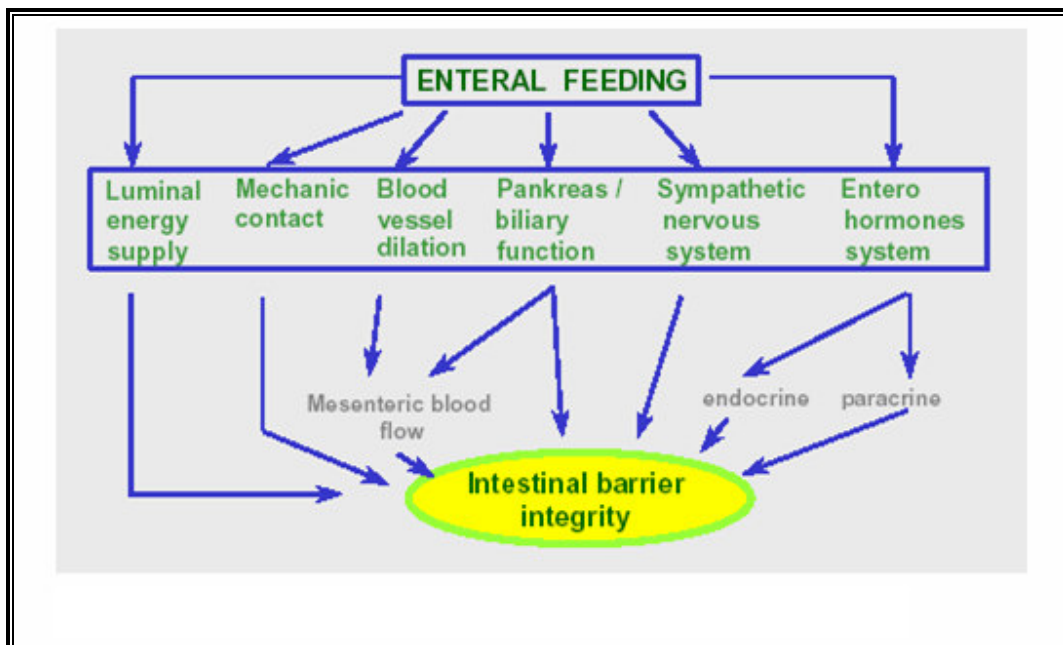 ENTERAL FEEDING
Luminal
energy
supply
Mechanic
contact
Blood
vessel
dilation
Pankreas /
biliary
function
Sympathetic
nervous
system
Entero
hormones
system
Mesenteric blood
flow
endocrine
paracrine
Intestinal barrier
integrity